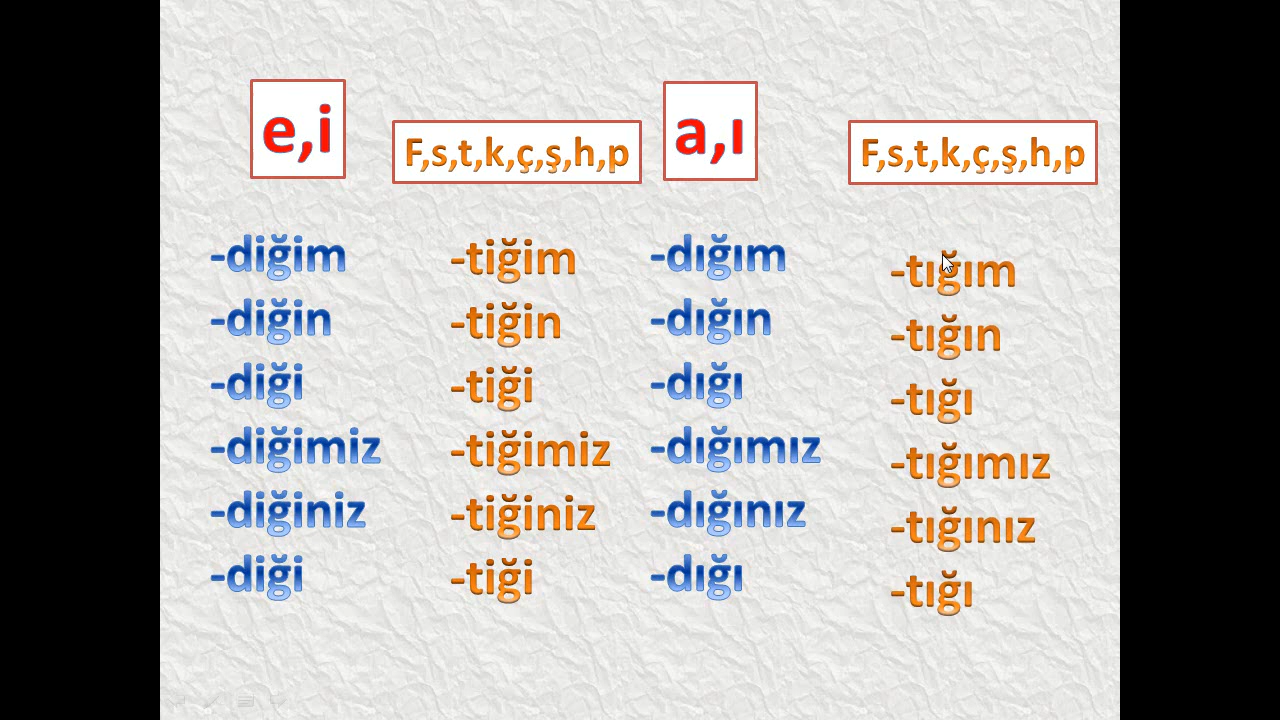 e,i
F,s,t,k,ç,ş,h,p
a,ı
F,s,t,k,ç,ş,h,p
-diğim
-diğin
-diği
-diğimiz
-diğiniz
-diği
-tiğim
-tiğin
-tiği
-tiğimiz
-tiğiniz
-tiği
-dığım
-dığın
-dığı
-dığımız
-dığınız
-dığı
-tığım
-tığın
-tığı
-tığımız
-tığınız
-tığı